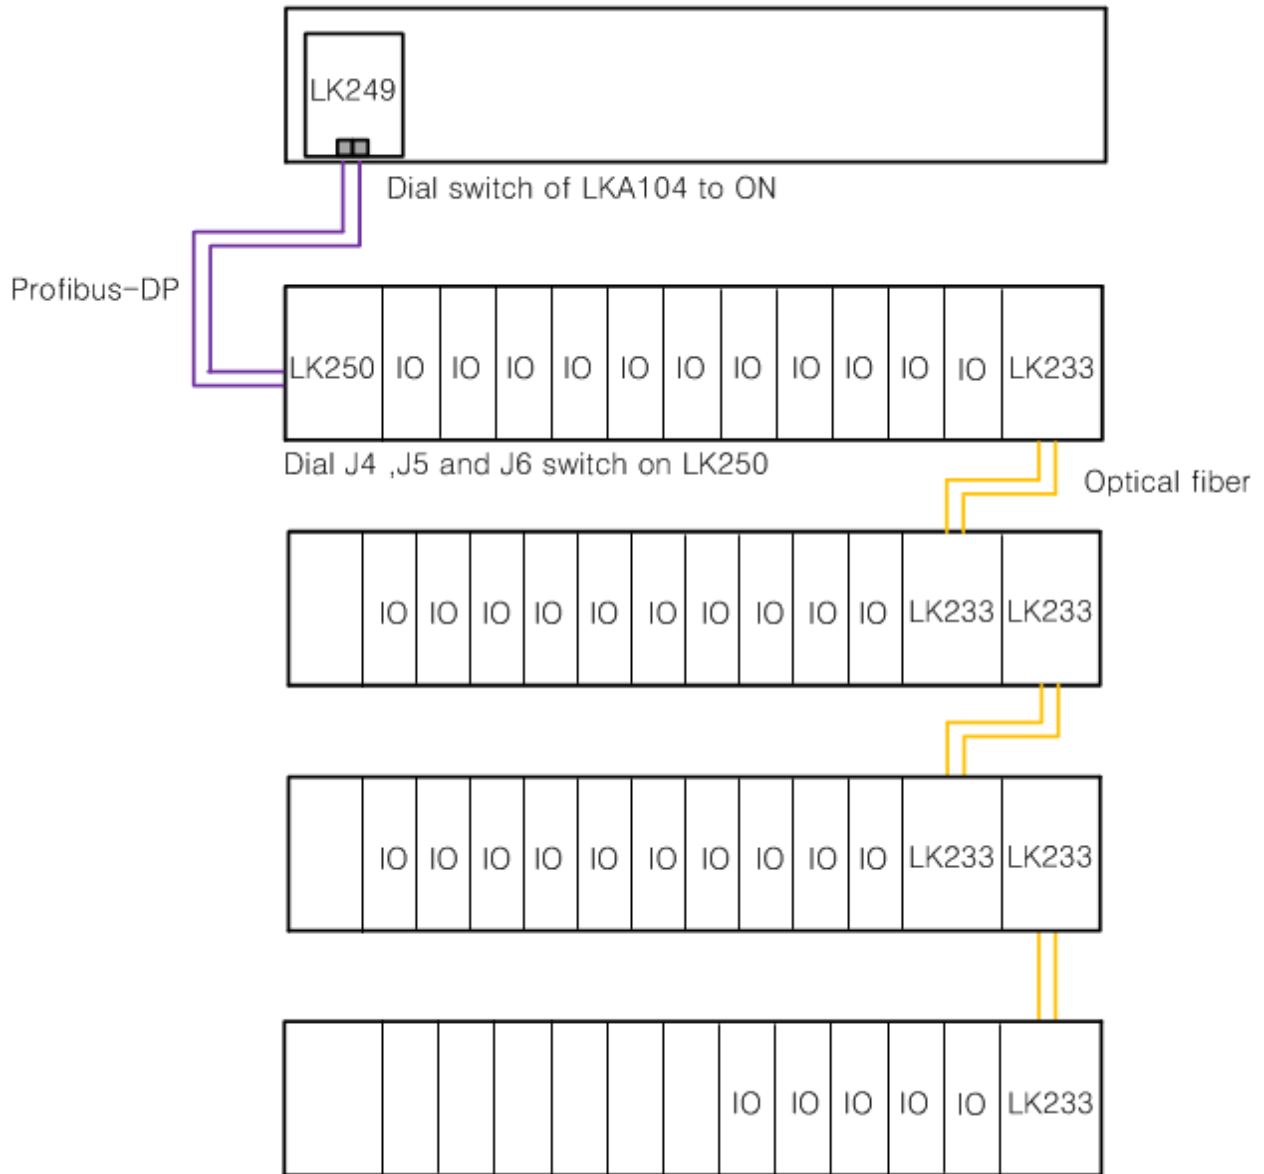 LK249
Dial switch of LKA104 to ON
Profibus-DP
LK250 IO IO IO IO IO IO IO IO IO IO IO LK233
Dial J4 ,J5 and J6 switch on LK250
Optical fiber
IO IO IO IO IO IO IO IO IO IO LK233 LK233
IO IO IO IO IO IO IO IO IO IO LK233 LK233
IO IO IO IO IO LK233